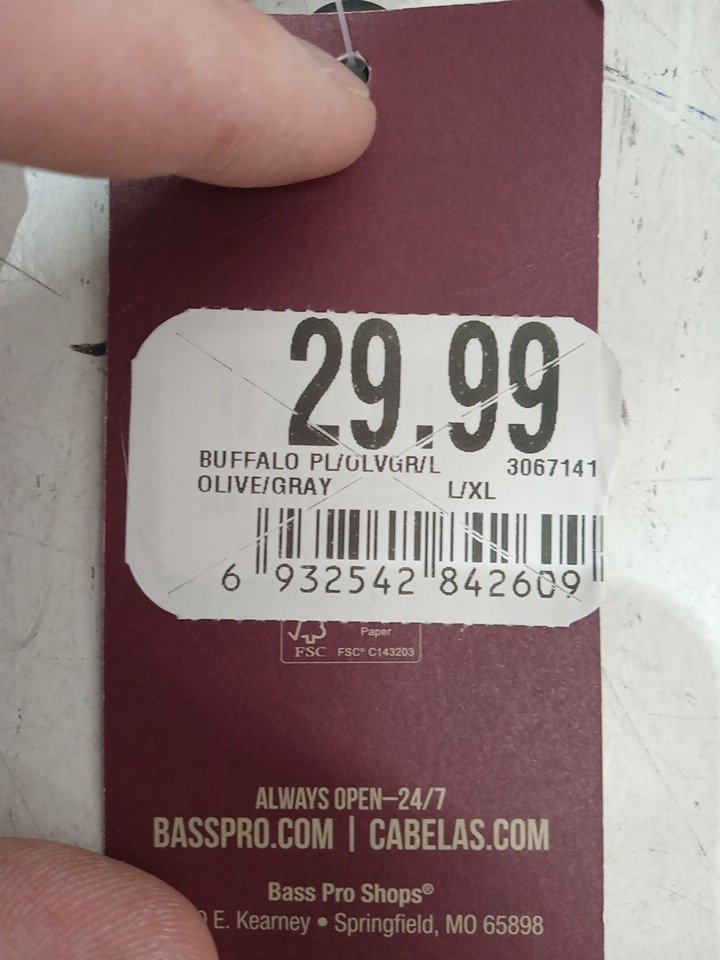 29.99
BUFFALO PL/OLVGR/L 3067141
OLIVE/GRAY L/XL
6 932542 842609
Paper
FSC FSC® C143203
ALWAYS OPEN—24/7
BASSPRO.COM | CABELAS.COM
Bass Pro Shops®
E. Kearney • Springfield, MO 65898